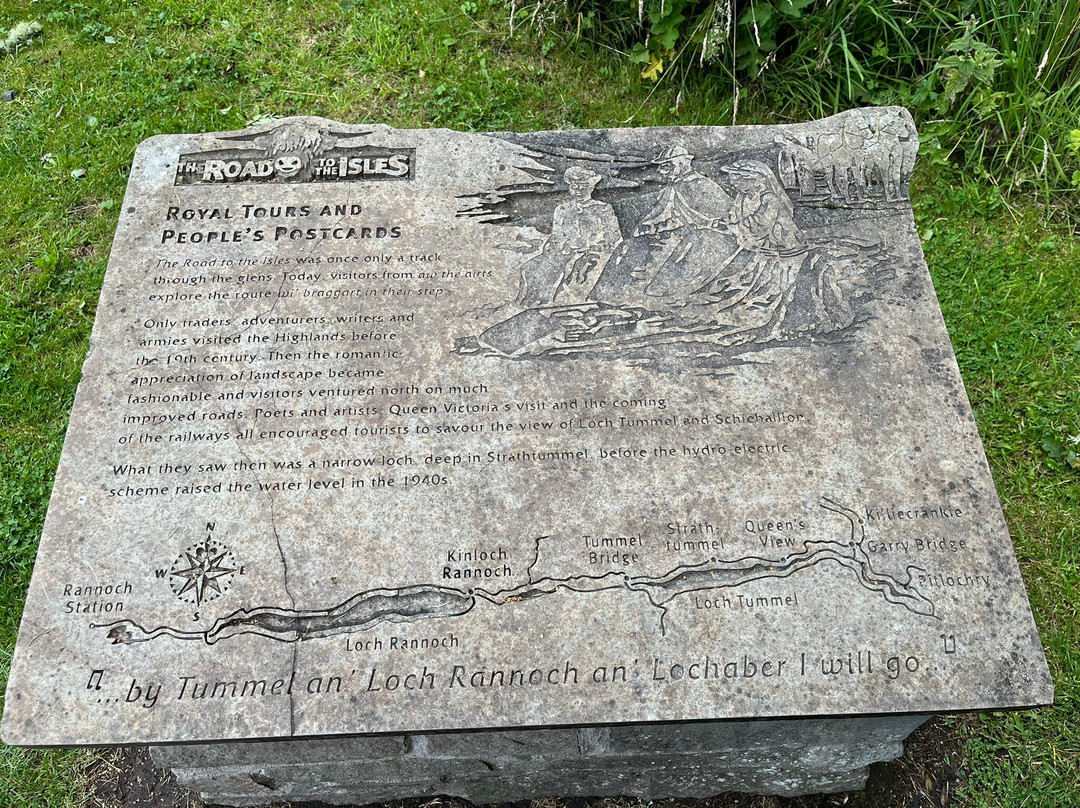 THE ROAD TO THE ISLES
ROYAL TOURS AND
PEOPLE'S POSTCARDS
The Road to the Isles was once only a track
through the glens. Today, visitors from aw the airts
explore the route wi' braggart in their step.
Only traders, adventurers, writers and
armies visited the Highlands before
the 19th century. Then the romantic
appreciation of landscape became
fashionable and visitors ventured north on much
improved roads. Poets and artists, Queen Victoria's visit and the coming
of the railways all encouraged tourists to savour the view of Loch Tummel and Schiehallion.
What they saw then was a narrow loch, deep in Strathtummel, before the hydro-electric
scheme raised the water level in the 1940s.
N
W E
S
Rannoch
Station
Loch Rannoch
Kinloch
Rannoch
Tummel
Bridge
Strath-
tummel
Queen's
View
Loch Tummel
Killiecrankie
Garry Bridge
Pitlochry
"...by Tummel an' Loch Rannoch an' Lochaber I will go..."